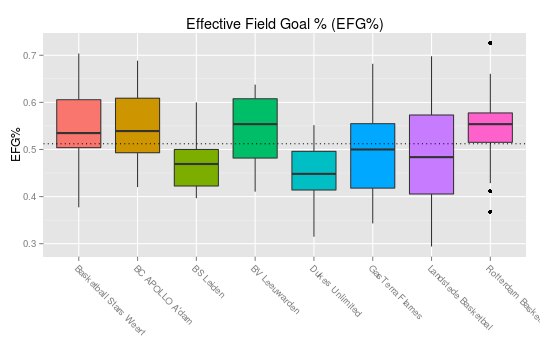 Effective Field Goal % (EFG%)
EFG%
0.7
0.6
0.5
0.4
0.3
Basketball Stars Weert
BC APOLLO A'dam
BS Leiden
BV Leeuwarden
Dukes Unlimited
GasTerra Flames
Landstede Basketbal
Rotterdam Baske